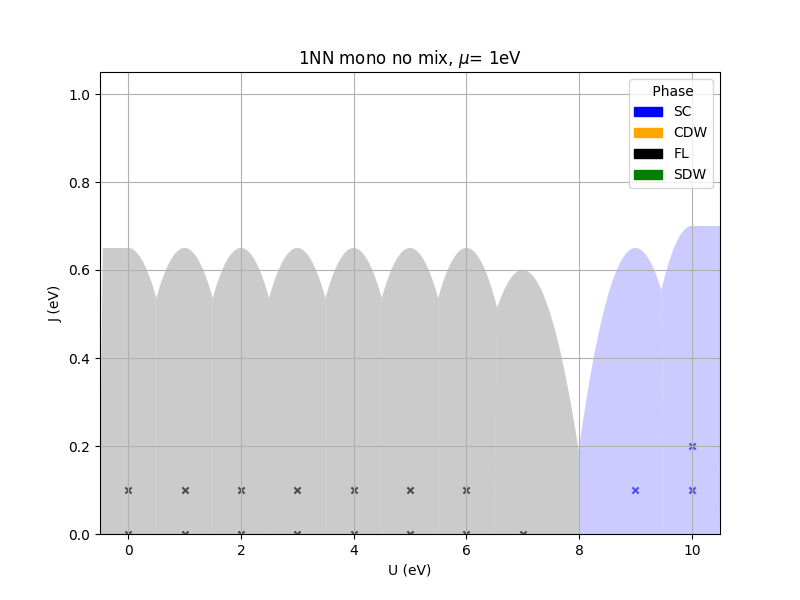 1NN mono no mix, μ= 1eV
Phase
SC
CDW
FL
SDW
J (eV)
1.0
0.8
0.6
0.4
0.2
0.0
0 2 4 6 8 10
U (eV)